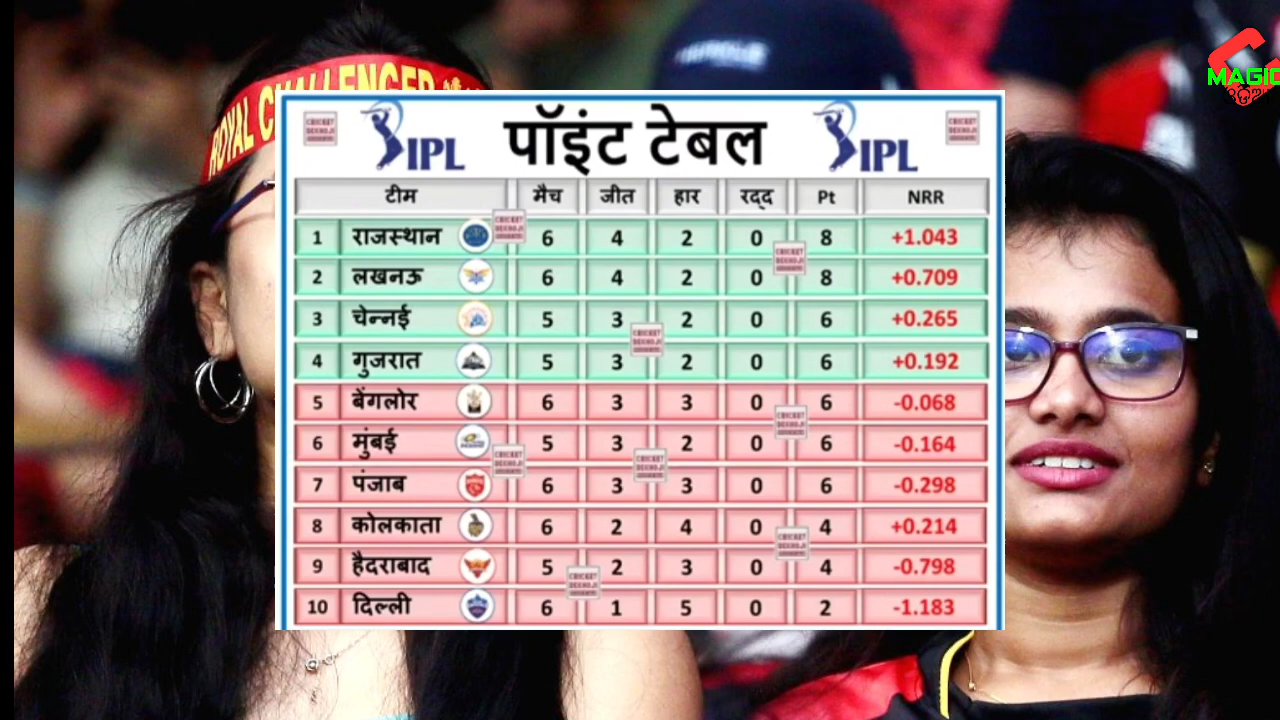 MAGIC
ROYAL CHALLENGER
IPL पॉइंट टेबल IPL
टीम मैच जीत हार रद्द Pt NRR
1 राजस्थान 6 4 2 0 8 +1.043
2 लखनऊ 6 4 2 0 8 +0.709
3 चेन्नई 5 3 2 0 6 +0.265
4 गुजरात 5 3 2 0 6 +0.192
5 बेंगलोर 6 3 3 0 6 -0.068
6 मुंबई 5 3 2 0 6 -0.164
7 पंजाब 6 3 3 0 6 -0.298
8 कोलकाता 6 2 4 0 4 +0.214
9 हैदराबाद 5 2 3 0 4 -0.798
10 दिल्ली 6 1 5 0 2 -1.183